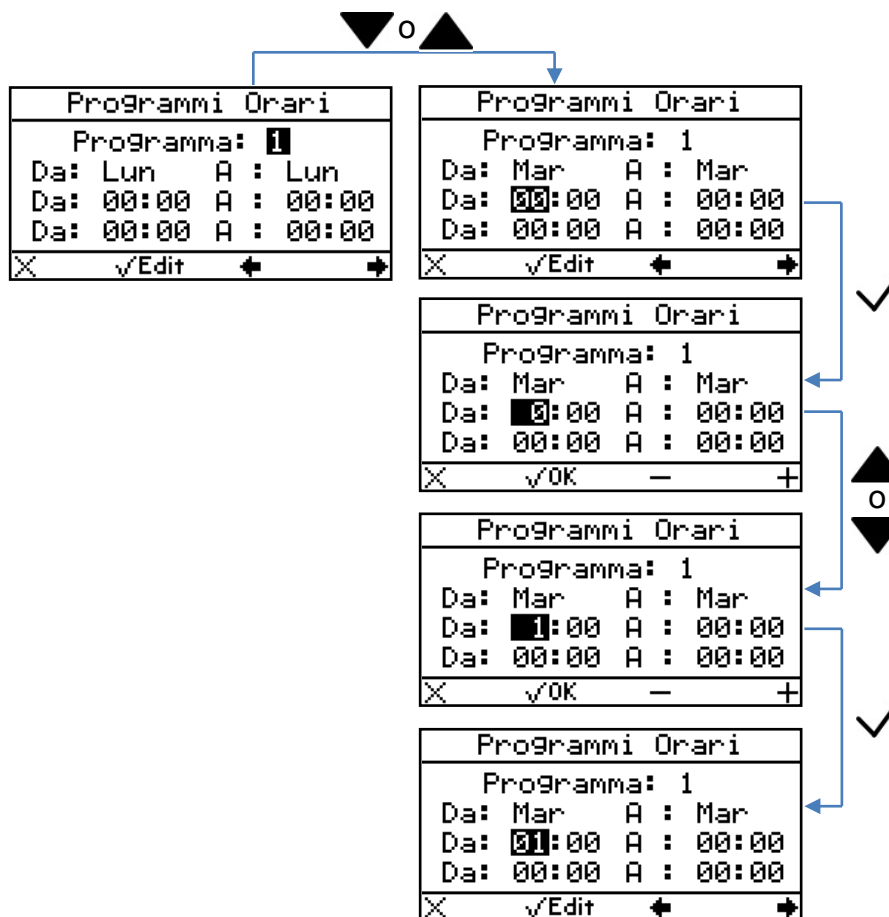 o
Programmi Orari
Programma: 1
Da: Lun A : Lun
Da: 00:00 A : 00:00
Da: 00:00 A : 00:00
X √Edit ← →
Programmi Orari
Programma: 1
Da: Mar A : Mar
Da: 00:00 A : 00:00
Da: 00:00 A : 00:00
X √Edit ← →
Programmi Orari
Programma: 1
Da: Mar A : Mar
Da: 0:00 A : 00:00
Da: 00:00 A : 00:00
X √OK − +
o
Programmi Orari
Programma: 1
Da: Mar A : Mar
Da: 1:00 A : 00:00
Da: 00:00 A : 00:00
X √OK − +
Programmi Orari
Programma: 1
Da: Mar A : Mar
Da: 01:00 A : 00:00
Da: 00:00 A : 00:00
X √Edit ← →